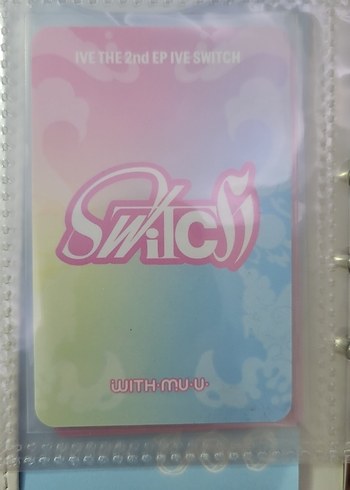 IVE THE 2nd EP IVE SWITCH
SWiTCH
WITH·MU·U·